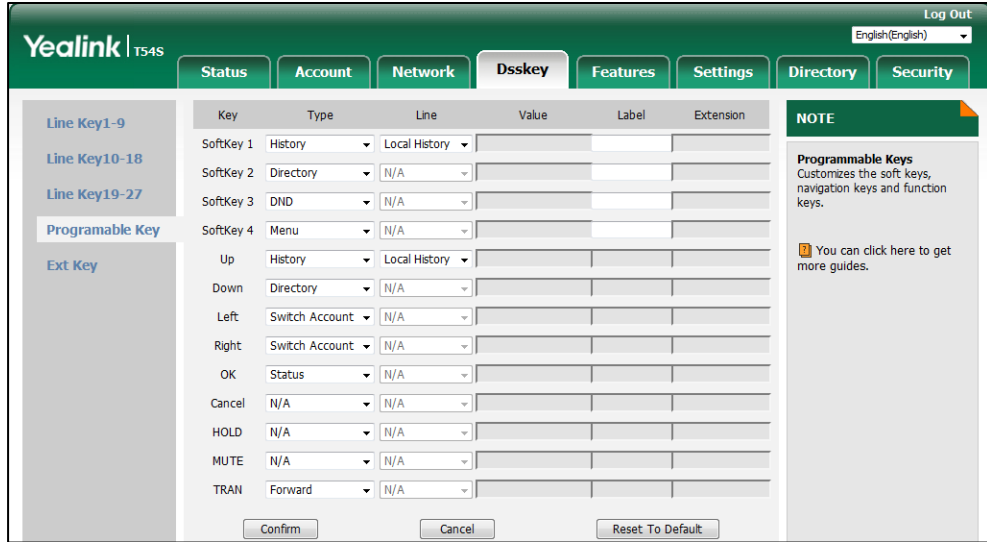 Log Out
Yealink T54S
English(English)
Status Account Network Dsskey Features Settings Directory Security
Line Key1-9
Line Key10-18
Line Key19-27
Programable Key
Ext Key
Key Type Line Value Label Extension
SoftKey 1 History Local History
SoftKey 2 Directory N/A
SoftKey 3 DND N/A
SoftKey 4 Menu N/A
Up History Local History
Down Directory N/A
Left Switch Account N/A
Right Switch Account N/A
OK Status N/A
Cancel N/A N/A
HOLD N/A N/A
MUTE N/A N/A
TRAN Forward N/A
Confirm Cancel Reset To Default
NOTE
Programmable Keys
Customizes the soft keys,
navigation keys and function
keys.
? You can click here to get
more guides.